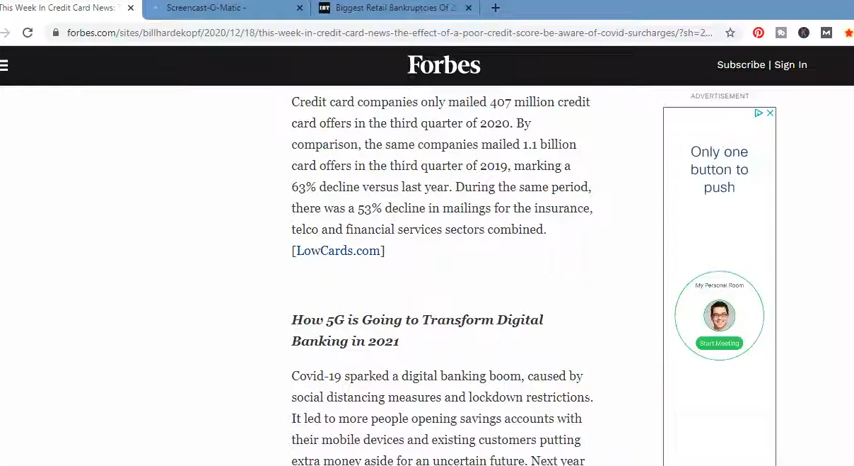 This Week In Credit Card News:
Screencast-O-Matic -
IBT
Biggest Retail Bankruptcies Of 2
forbes.com/sites/billhardekopf/2020/12/18/this-week-in-credit-card-news-the-effect-of-a-poor-credit-score-be-aware-of-covid-surcharges/?sh=2...
Forbes
Subscribe | Sign In
Credit card companies only mailed 407 million credit
card offers in the third quarter of 2020. By
comparison, the same companies mailed 1.1 billion
card offers in the third quarter of 2019, marking a
63% decline versus last year. During the same period,
there was a 53% decline in mailings for the insurance,
telco and financial services sectors combined.
[LowCards.com]
How 5G is Going to Transform Digital
Banking in 2021
Covid-19 sparked a digital banking boom, caused by
social distancing measures and lockdown restrictions.
It led to more people opening savings accounts with
their mobile devices and existing customers putting
extra money aside for an uncertain future. Next year
ADVERTISEMENT
Only one
button to
push
My Personal Room
Start Meeting